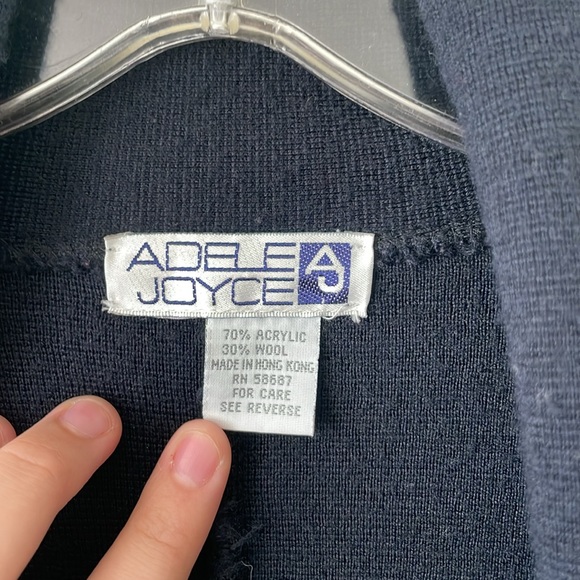 ADELE
JOYCE
AJ
70% ACRYLIC
30% WOOL
MADE IN HONG KONG
RN 58687
FOR CARE
SEE REVERSE